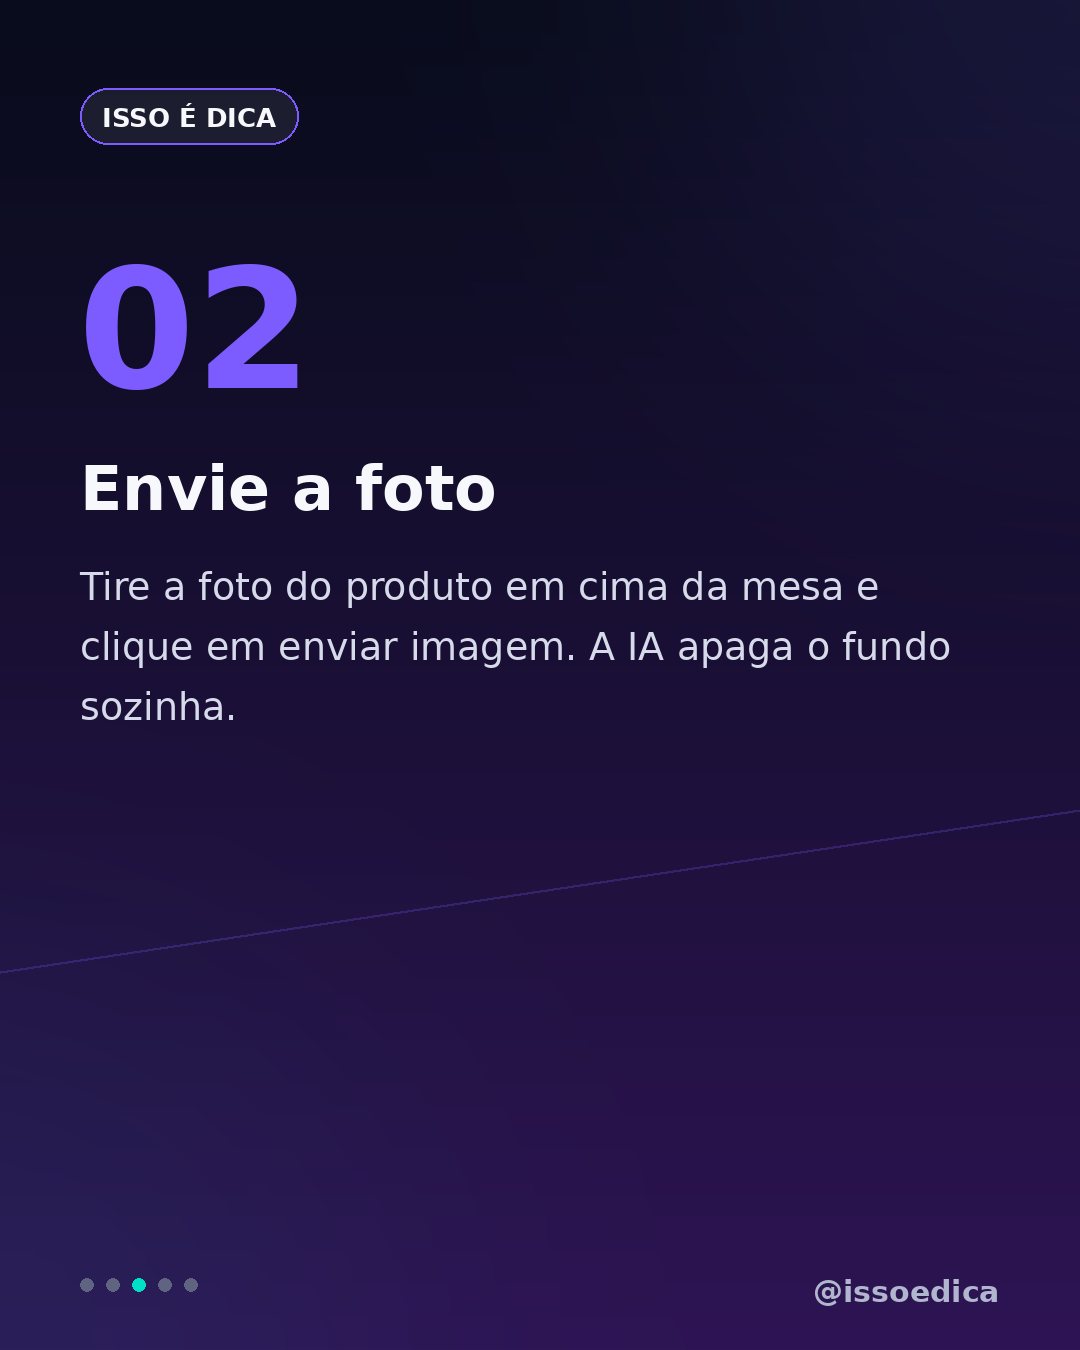 ISSO É DICA
02
Envie a foto
Tire a foto do produto em cima da mesa e
clique em enviar imagem. A IA apaga o fundo
sozinha.
@issoedica